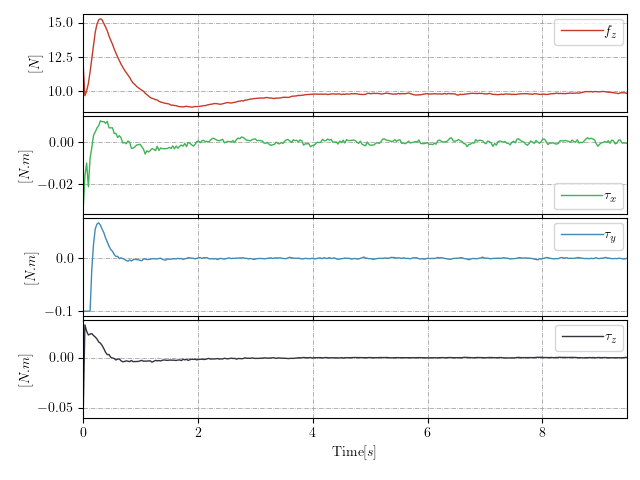 15.0
12.5
10.0
[N]
f_z
0.00
−0.02
[N.m]
τ_x
0.0
−0.1
[N.m]
τ_y
0.00
−0.05
[N.m]
τ_z
0 2 4 6 8
Time[s]